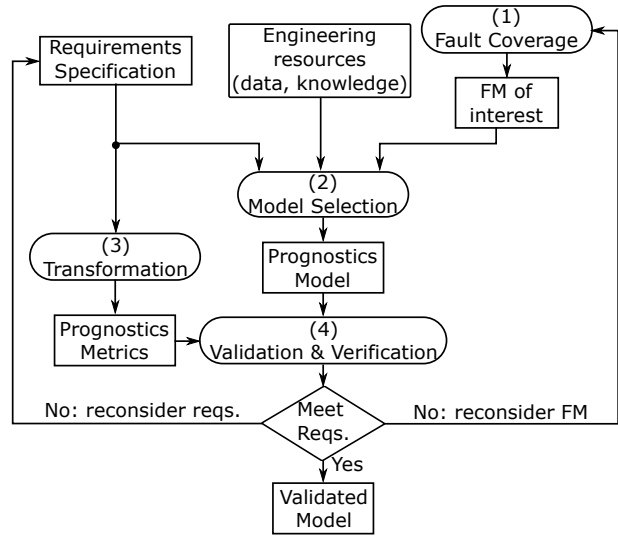 Requirements
Specification
Engineering
resources
(data, knowledge)
(1)
Fault Coverage
FM of
interest
(2)
Model Selection
(3)
Transformation
Prognostics
Model
Prognostics
Metrics
(4)
Validation & Verification
No: reconsider reqs.
Meet
Reqs.
No: reconsider FM
Yes
Validated
Model